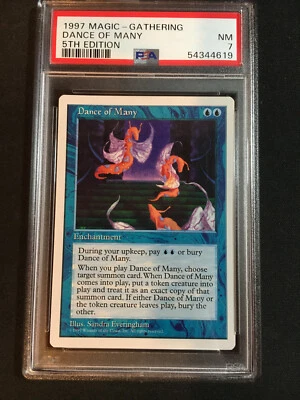 1997 MAGIC - GATHERING
DANCE OF MANY NM
5TH EDITION PSA 7
54344619
Dance of Many
Enchantment
During your upkeep, pay or bury
Dance of Many.
When you play Dance of Many, choose
target summon card. When Dance of Many
comes into play, put a token creature into
play and treat it as an exact copy of that
summon card. If either Dance of Many or
the token creature leaves play, bury the
other.
Illus. Sandra Everingham